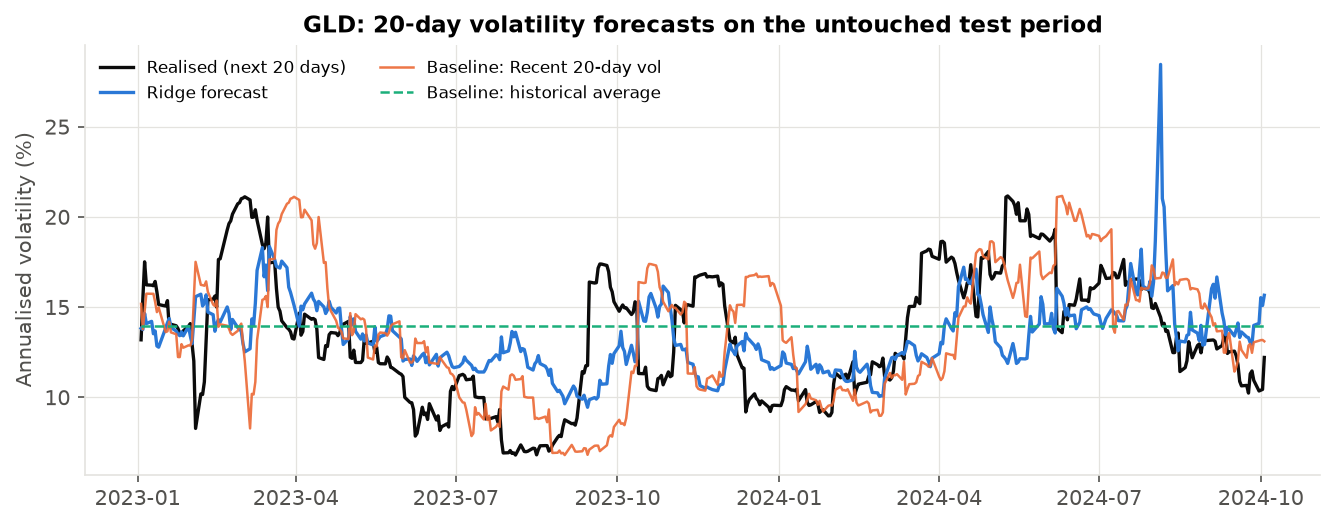 GLD: 20-day volatility forecasts on the untouched test period
Realised (next 20 days)
Ridge forecast
Baseline: Recent 20-day vol
Baseline: historical average
Annualised volatility (%)
25
20
15
10
2023-01
2023-04
2023-07
2023-10
2024-01
2024-04
2024-07
2024-10